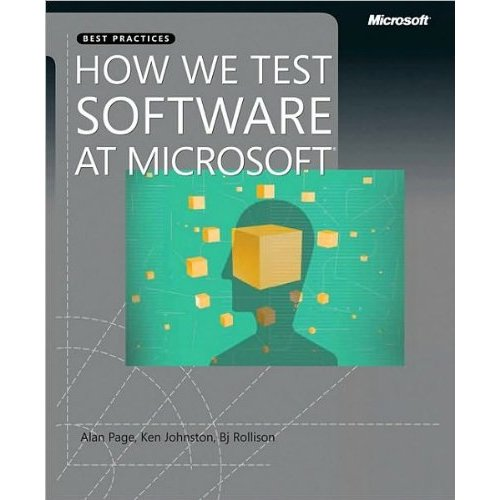 BEST PRACTICES
Microsoft®
HOW WE TEST
SOFTWARE
AT MICROSOFT®
Alan Page, Ken Johnston, Bj Rollison